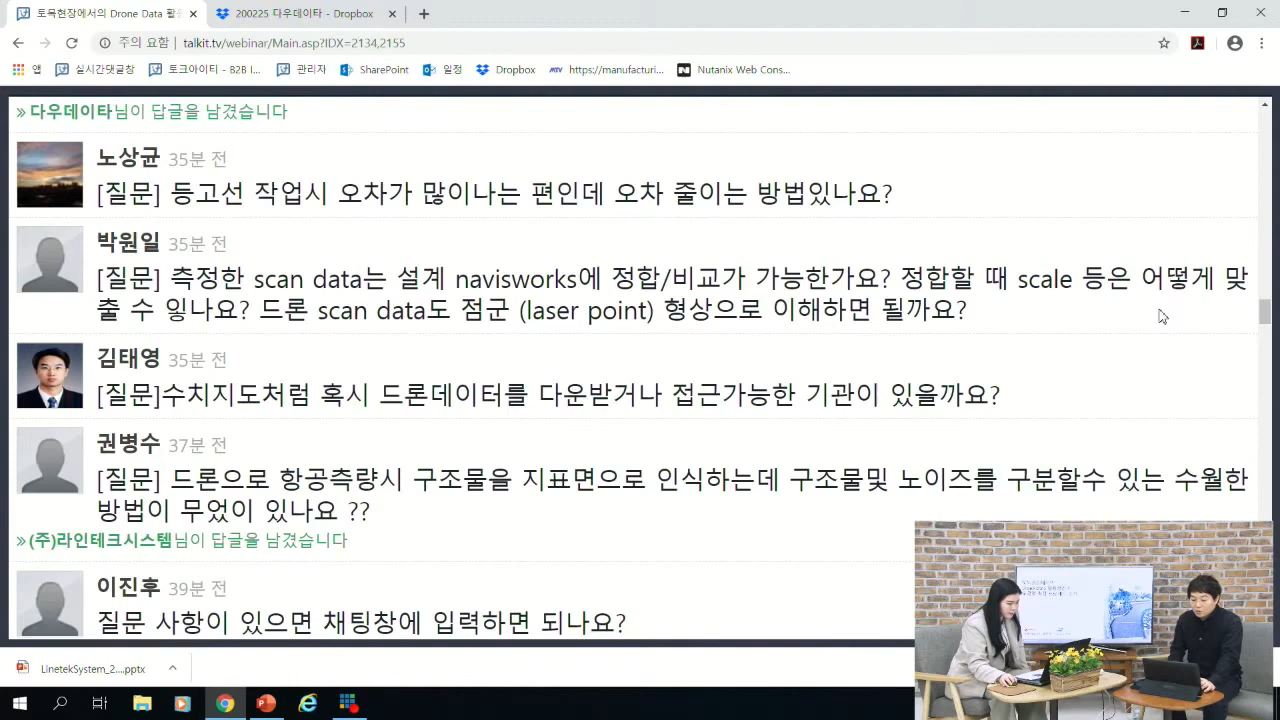 토목현장에서의 Drone Data 활용
200225 다우데이타 - Dropbox
주의 요함 | talkit.tv/webinar/Main.asp?IDX=2134,2155
앱
실시간댓글창
토크아이티 - B2B I...
관리자
SharePoint
일정
Dropbox
https://manufacturi...
Nutanix Web Cons...
» 다우데이타님이 답글을 남겼습니다
노상균 35분 전
[질문] 등고선 작업시 오차가 많이나는 편인데 오차 줄이는 방법있나요?
박원일 35분 전
[질문] 측정한 scan data는 설계 navisworks에 정합/비교가 가능한가요? 정합할 때 scale 등은 어떻게 맞
출 수 잏나요? 드론 scan data도 점군 (laser point) 형상으로 이해하면 될까요?
김태영 35분 전
[질문]수치지도처럼 혹시 드론데이터를 다운받거나 접근가능한 기관이 있을까요?
권병수 37분 전
[질문] 드론으로 항공측량시 구조물을 지표면으로 인식하는데 구조물및 노이즈를 구분할수 있는 수월한
방법이 무었이 있나요 ??
» (주)라인테크시스템님이 답글을 남겼습니다
이진후 39분 전
질문 사항이 있으면 채팅창에 입력하면 되나요?
LInetekSystem_2....pptx